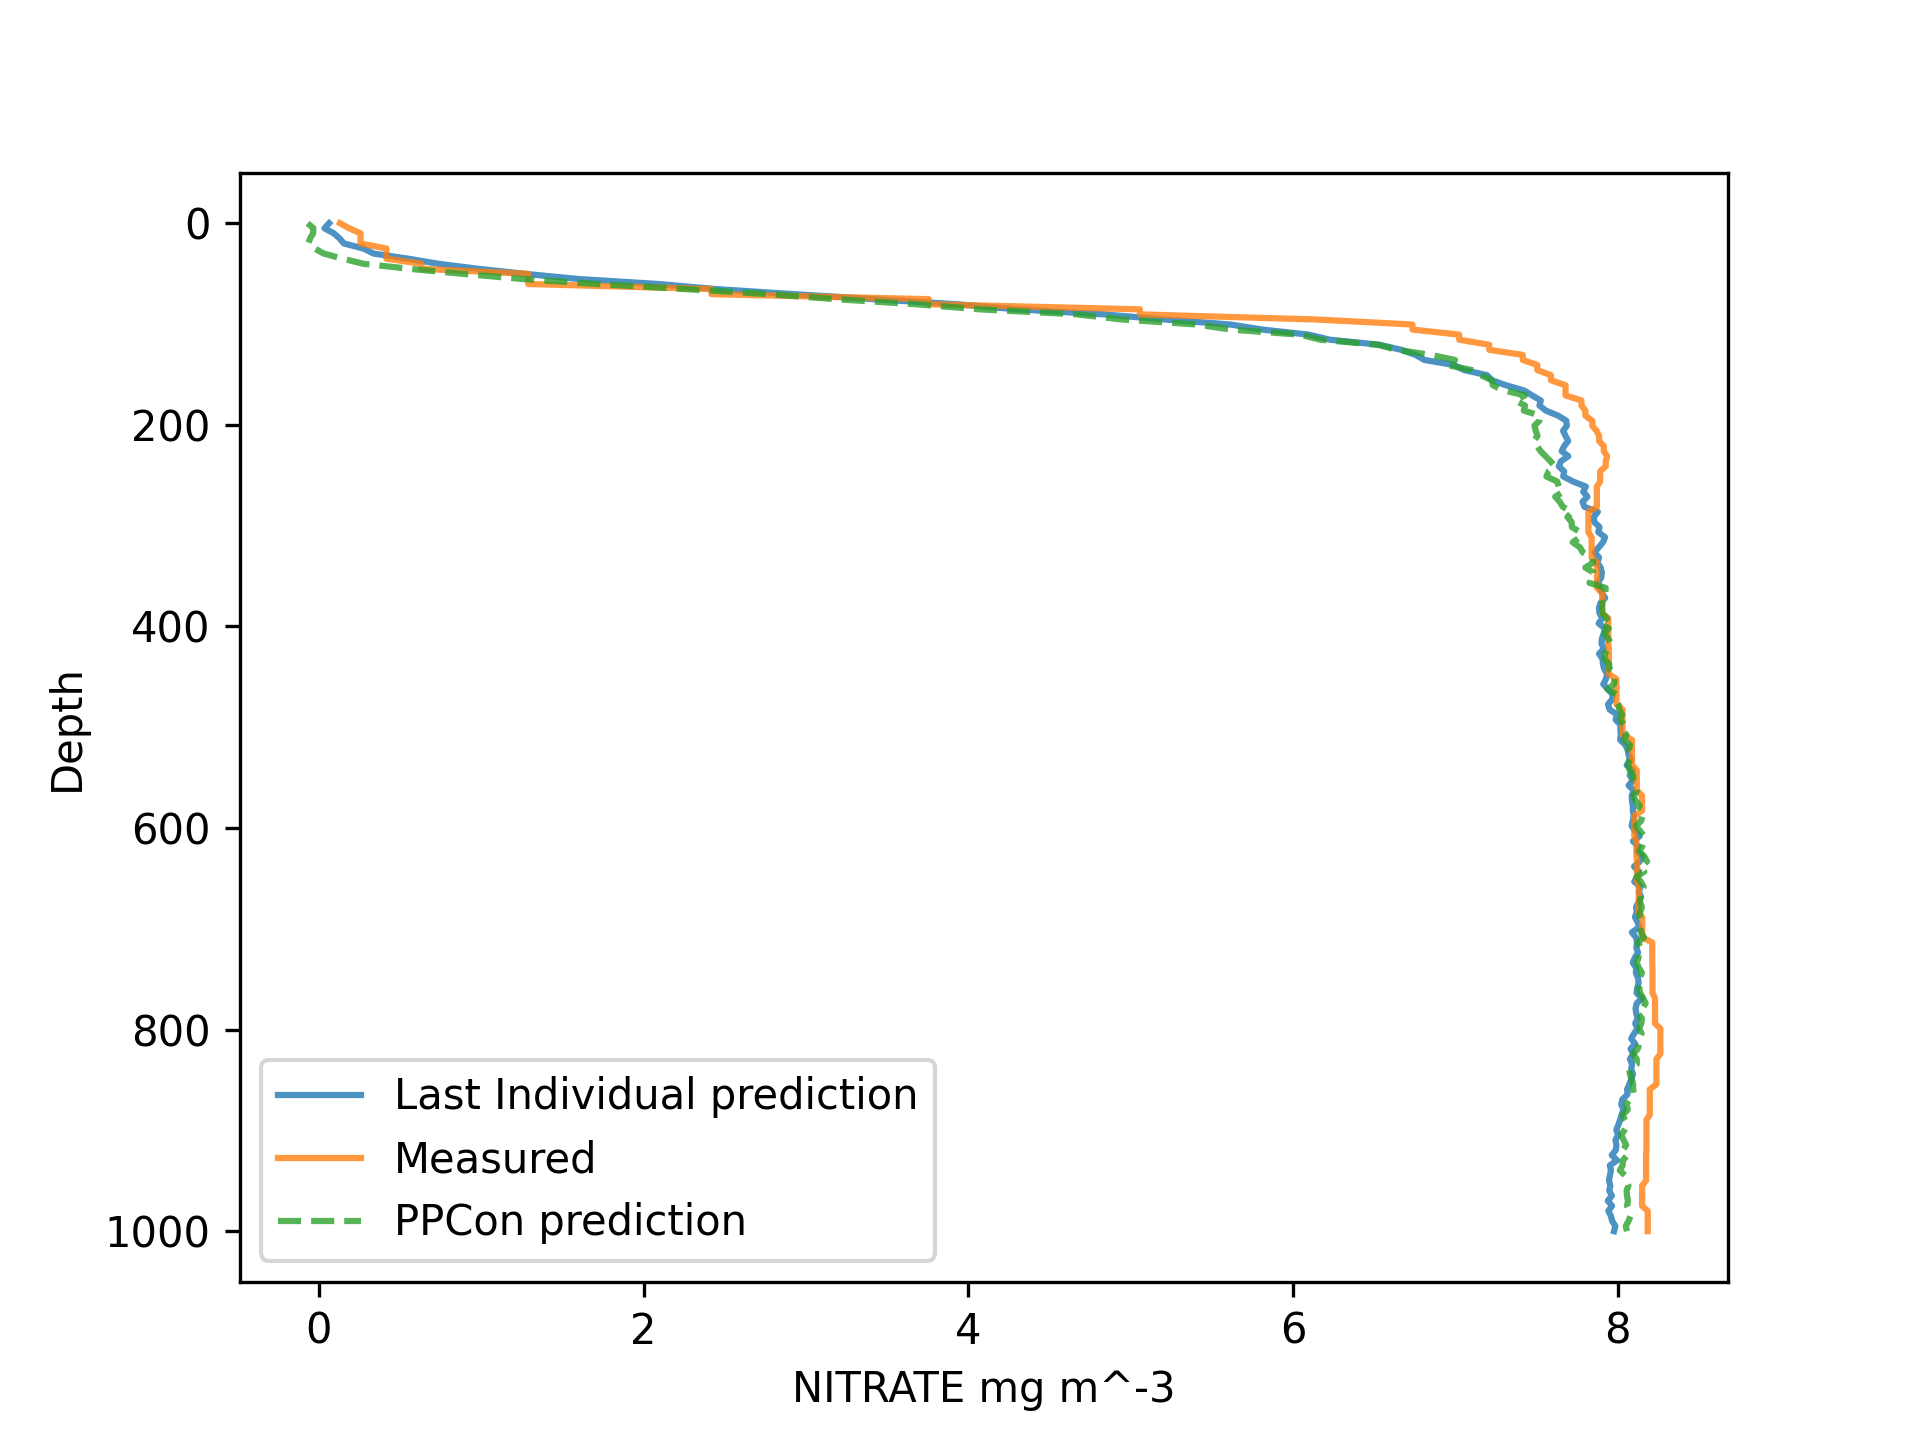 0
200
400
600
800
1000
Depth
Last Individual prediction
Measured
PPCon prediction
0 2 4 6 8
NITRATE mg m^-3